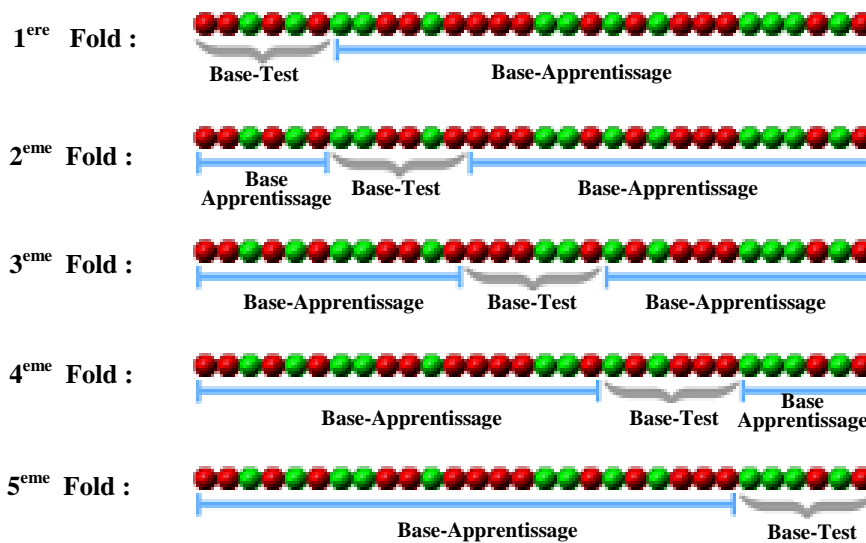 1ere Fold :
Base-Test
Base-Apprentissage
2eme Fold :
Base
Apprentissage
Base-Test
Base-Apprentissage
3eme Fold :
Base-Apprentissage
Base-Test
Base-Apprentissage
4eme Fold :
Base-Apprentissage
Base-Test
Base
Apprentissage
5eme Fold :
Base-Apprentissage
Base-Test